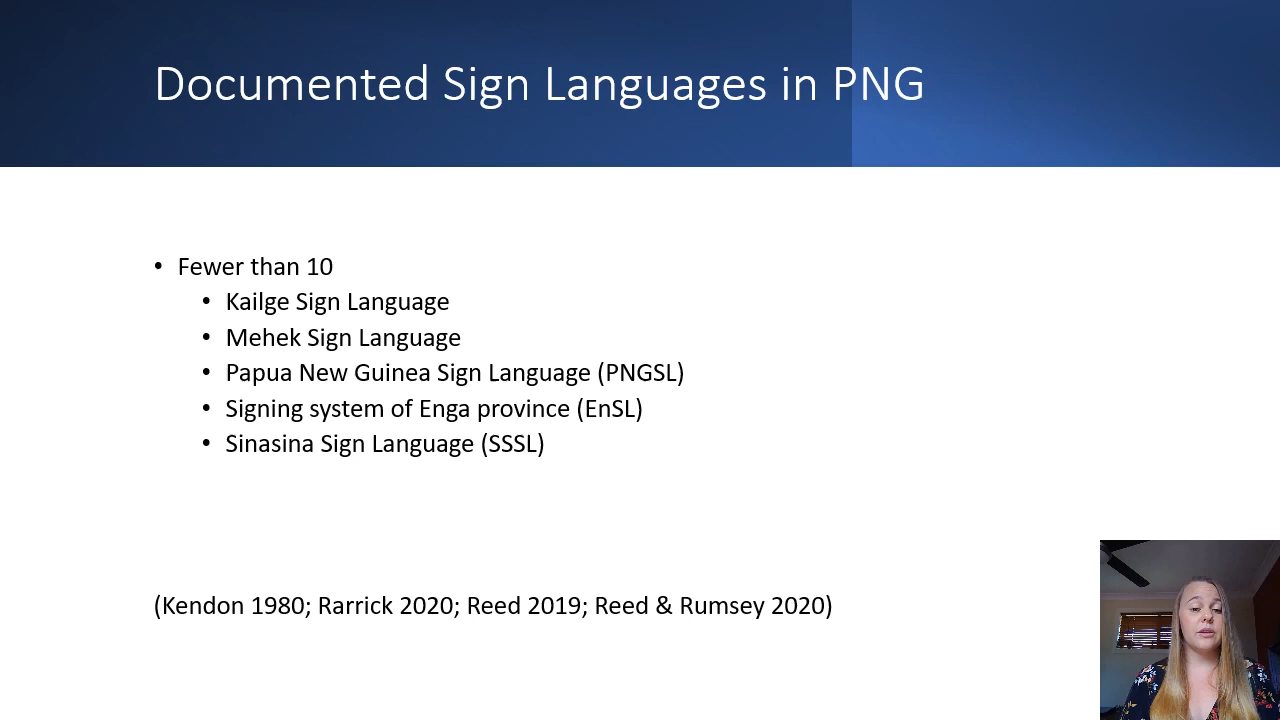 Documented Sign Languages in PNG
• Fewer than 10
• Kailge Sign Language
• Mehek Sign Language
• Papua New Guinea Sign Language (PNGSL)
• Signing system of Enga province (EnSL)
• Sinasina Sign Language (SSSL)
(Kendon 1980; Rarrick 2020; Reed 2019; Reed & Rumsey 2020)